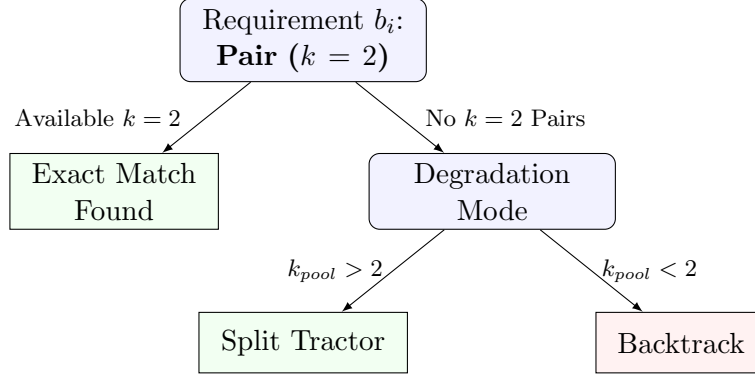 Requirement $b_i$:
Pair ($k = 2$)
Available $k = 2$
No $k = 2$ Pairs
Exact Match
Found
Degradation
Mode
$k_{pool} > 2$
$k_{pool} < 2$
Split Tractor
Backtrack